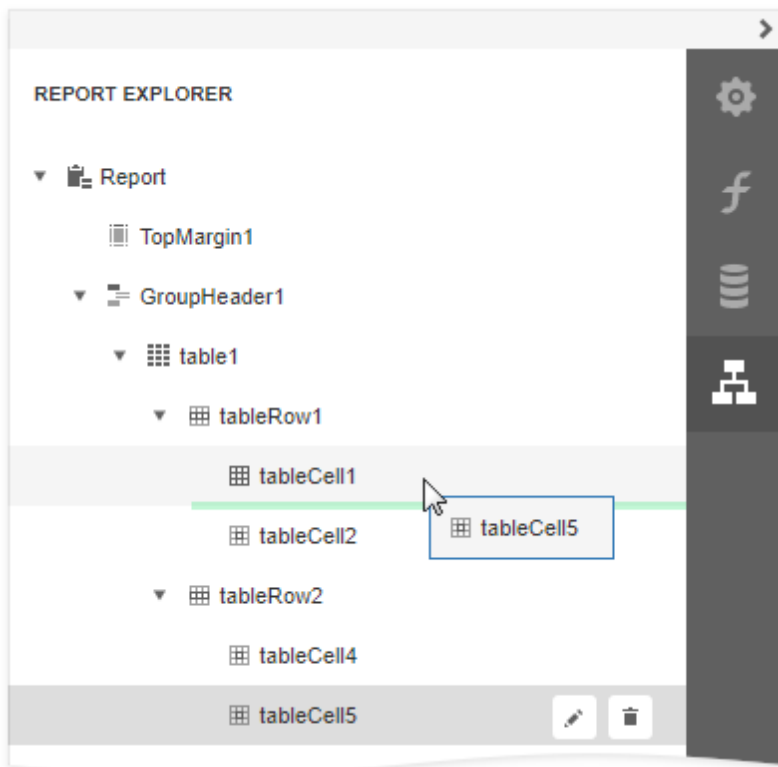 REPORT EXPLORER
Report
TopMargin1
GroupHeader1
table1
tableRow1
tableCell1
tableCell5
tableCell2
tableRow2
tableCell4
tableCell5